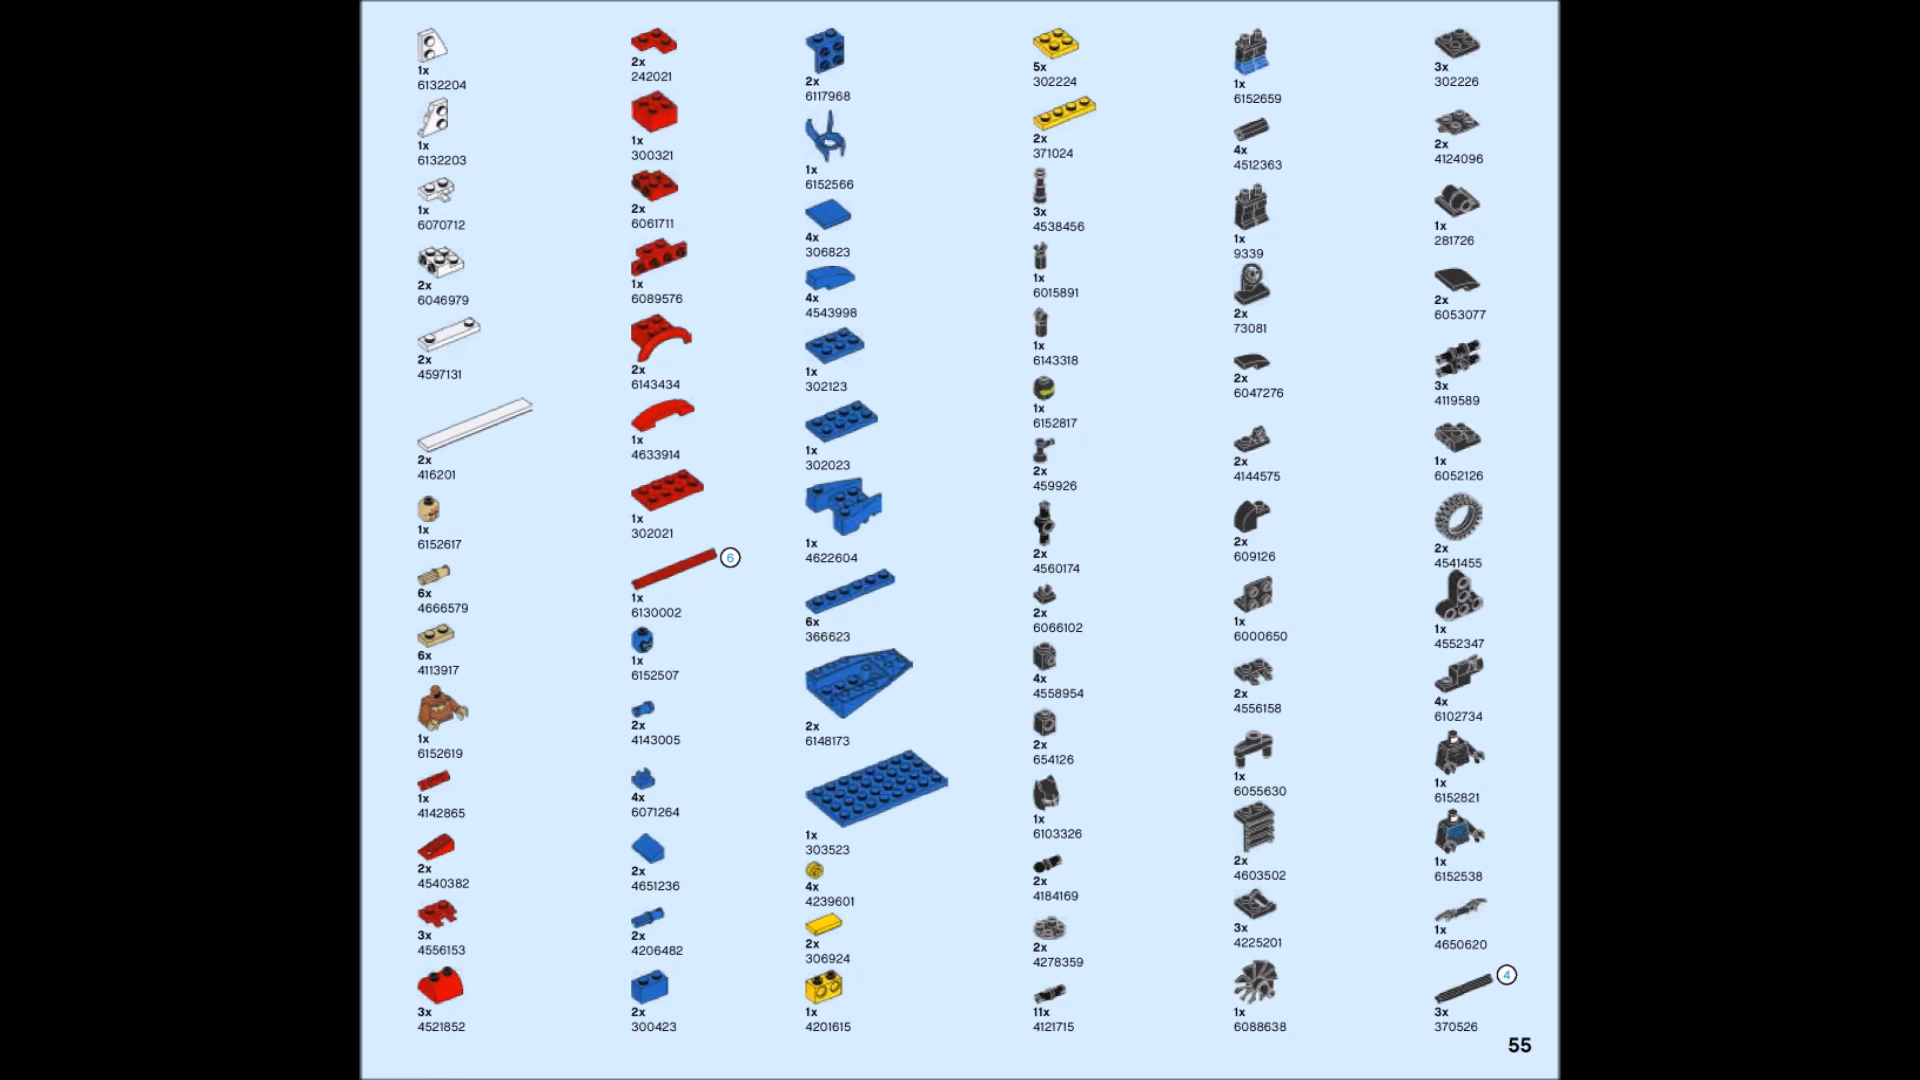 1x
6132204
1x
6132203
1x
6070712
2x
6046979
2x
4597131
2x
416201
1x
6152617
6x
4666579
6x
4113917
1x
6152619
1x
4142865
2x
4540382
3x
4556153
3x
4521852
2x
242021
1x
300321
2x
6061711
1x
6089576
2x
6143434
1x
4633914
1x
302021
6
1x
6130002
1x
6152507
2x
4143005
4x
6071264
2x
4651236
2x
4206482
2x
300423
2x
6117968
1x
6152566
4x
306823
4x
4543998
1x
302123
1x
302023
1x
4622604
6x
366623
2x
6148173
1x
303523
4x
4239601
2x
306924
1x
4201615
5x
302224
2x
371024
3x
4538456
1x
6015891
1x
6143318
1x
6152817
2x
459926
2x
4560174
2x
6066102
4x
4558954
2x
654126
1x
6103326
2x
4184169
2x
4278359
11x
4121715
1x
6152659
4x
4512363
1x
9339
2x
73081
2x
6047276
2x
4144575
2x
609126
1x
6000650
2x
4556158
1x
6055630
2x
4603502
3x
4225201
1x
6088638
3x
302226
2x
4124096
1x
281726
2x
6053077
3x
4119589
1x
6052126
2x
4541455
1x
4552347
4x
6102734
1x
6152821
1x
6152538
1x
4650620
4
3x
370526
55